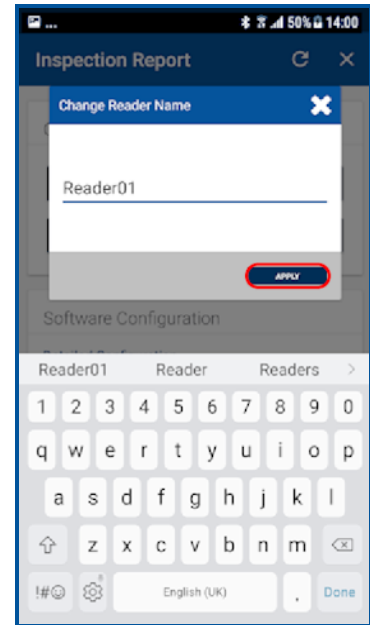 ... 50% 14:00
Inspection Report
Change Reader Name
Reader01
APPLY
Software Configuration
Reader01 Reader Readers >
1 2 3 4 5 6 7 8 9 0
q w e r t y u i o p
a s d f g h j k l
z x c v b n m
!#☺ English (UK) , Done